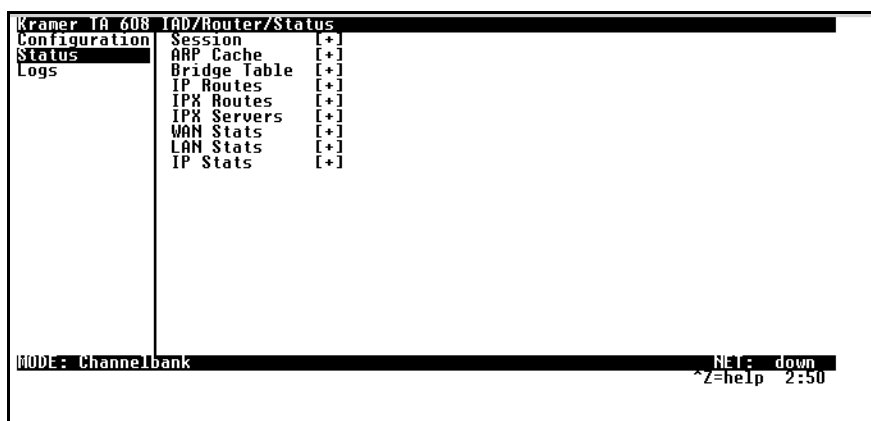 Kramer TA 608 IAD/Router/Status
Configuration Session [+]
Status ARP Cache [+]
Logs Bridge Table [+]
IP Routes [+]
IPX Routes [+]
IPX Servers [+]
WAN Stats [+]
LAN Stats [+]
IP Stats [+]
MODE: Channelbank NET: down
^Z=help 2:50